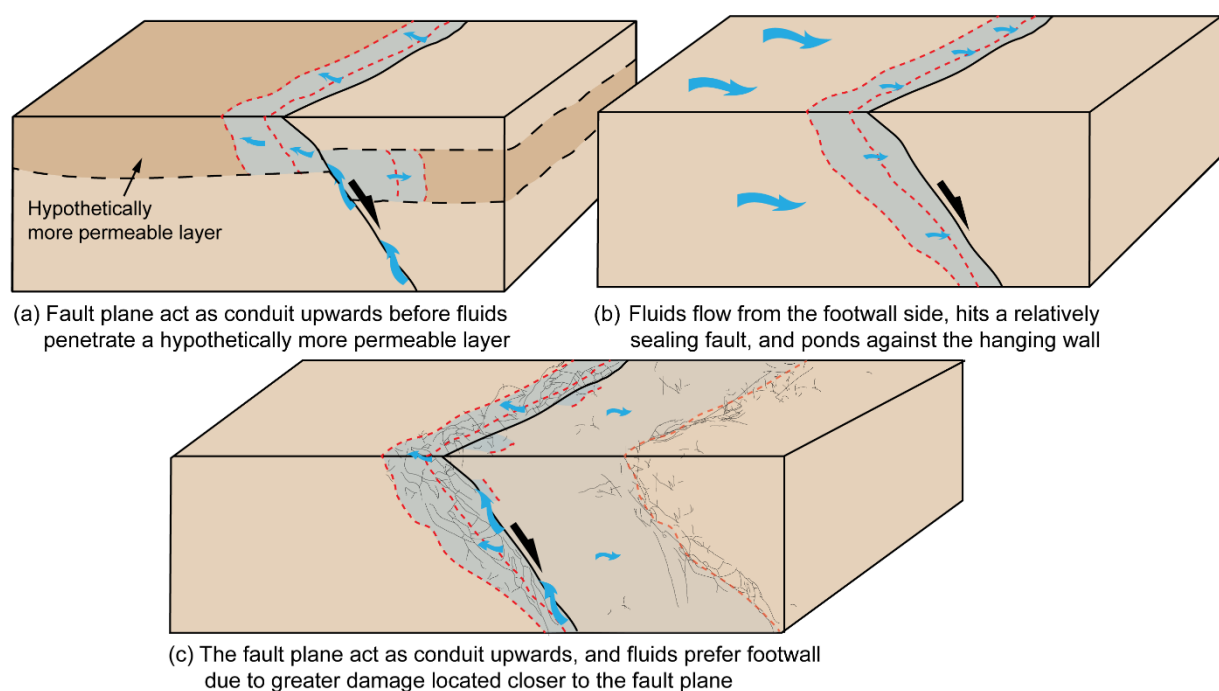 Hypothetically
more permeable layer
(a) Fault plane act as conduit upwards before fluids
penetrate a hypothetically more permeable layer
(b) Fluids flow from the footwall side, hits a relatively
sealing fault, and ponds against the hanging wall
(c) The fault plane act as conduit upwards, and fluids prefer footwall
due to greater damage located closer to the fault plane